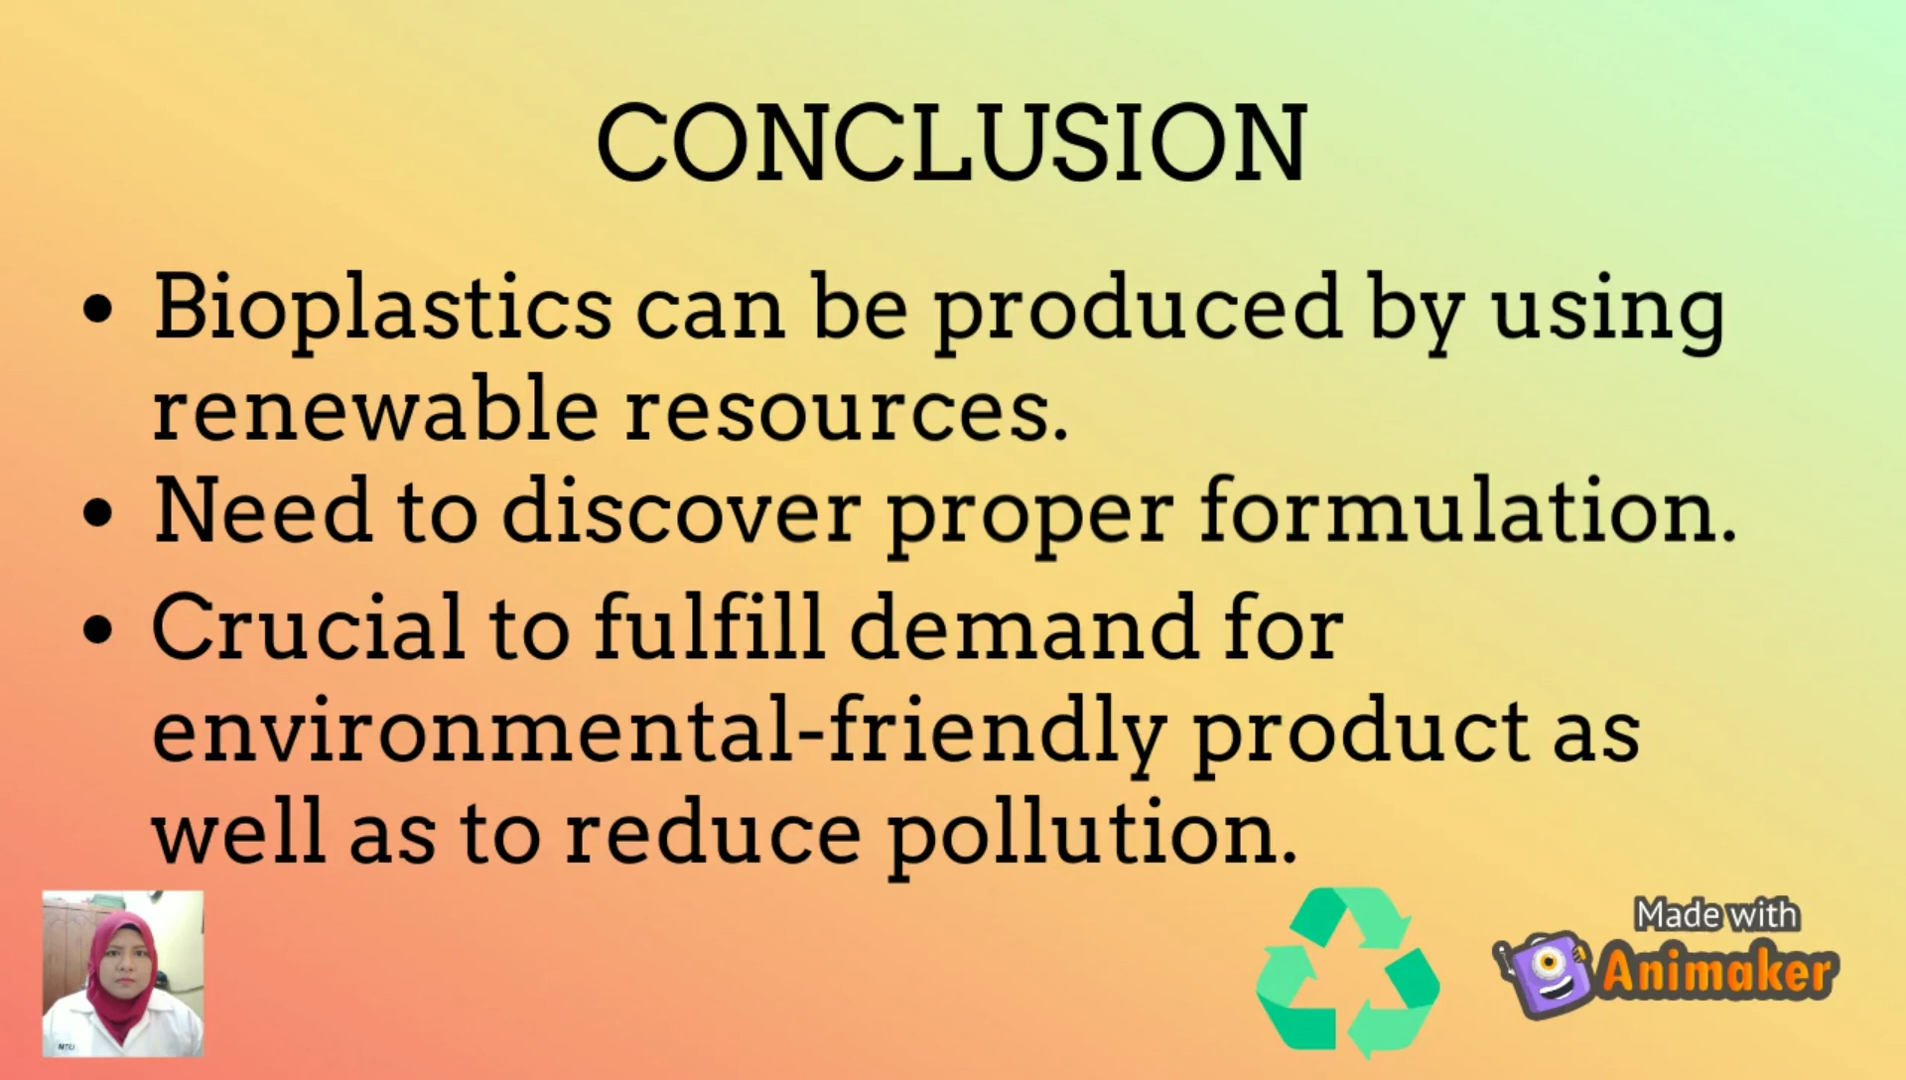 CONCLUSION
• Bioplastics can be produced by using
renewable resources.
• Need to discover proper formulation.
• Crucial to fulfill demand for
environmental-friendly product as
well as to reduce pollution.
Made with
Animaker